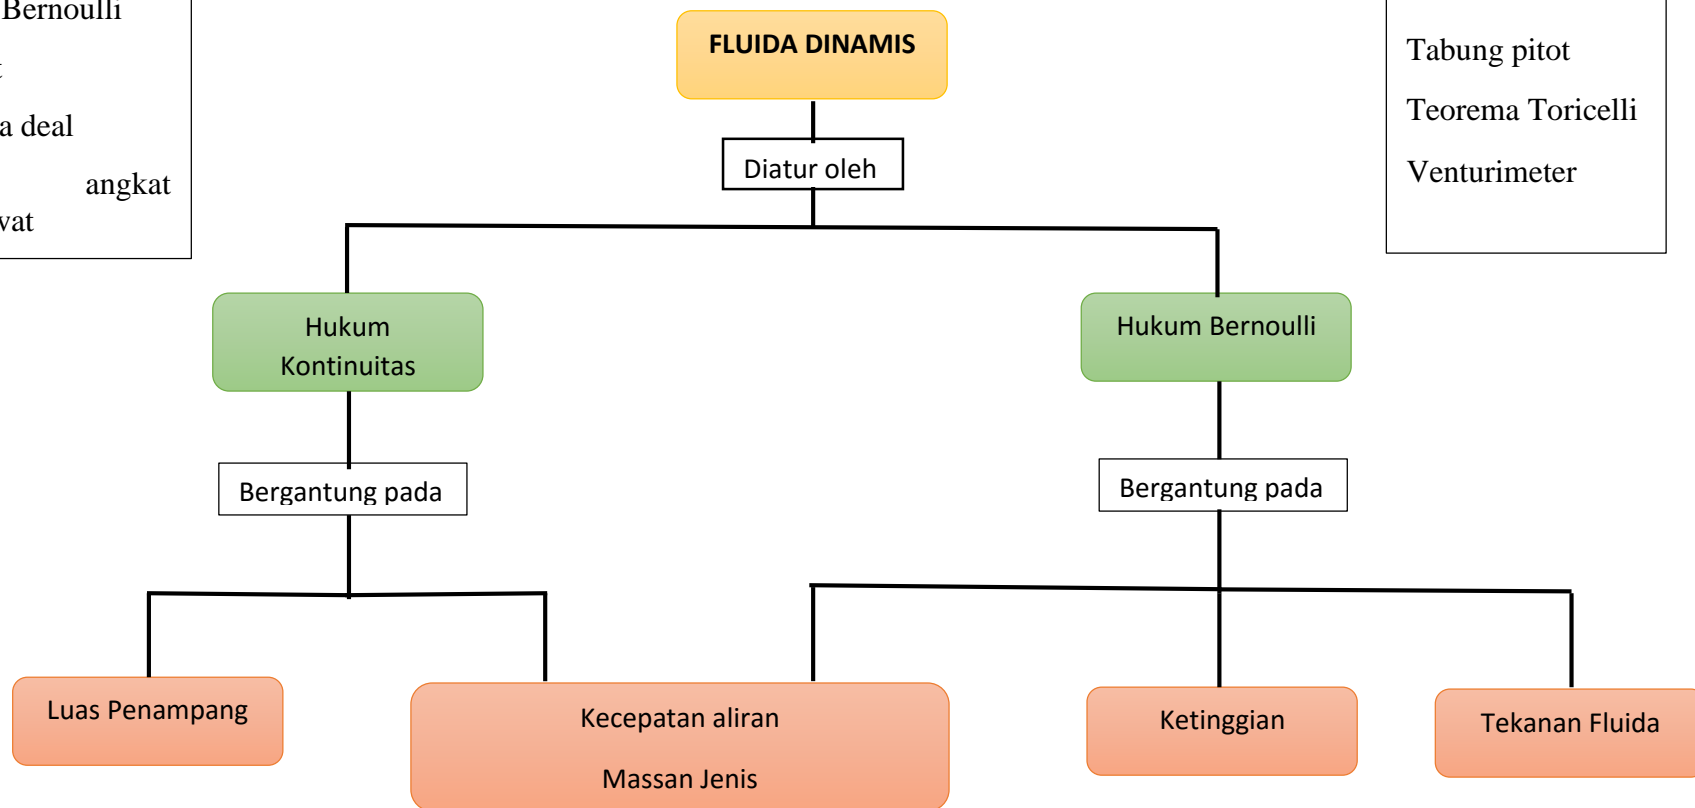 Bernoulli
a deal
angkat
FLUIDA DINAMIS
Tabung pitot
Teorema Toricelli
Venturimeter
Diatur oleh
Hukum
Kontinuitas
Hukum Bernoulli
Bergantung pada
Bergantung pada
Luas Penampang
Kecepatan aliran
Massan Jenis
Ketinggian
Tekanan Fluida